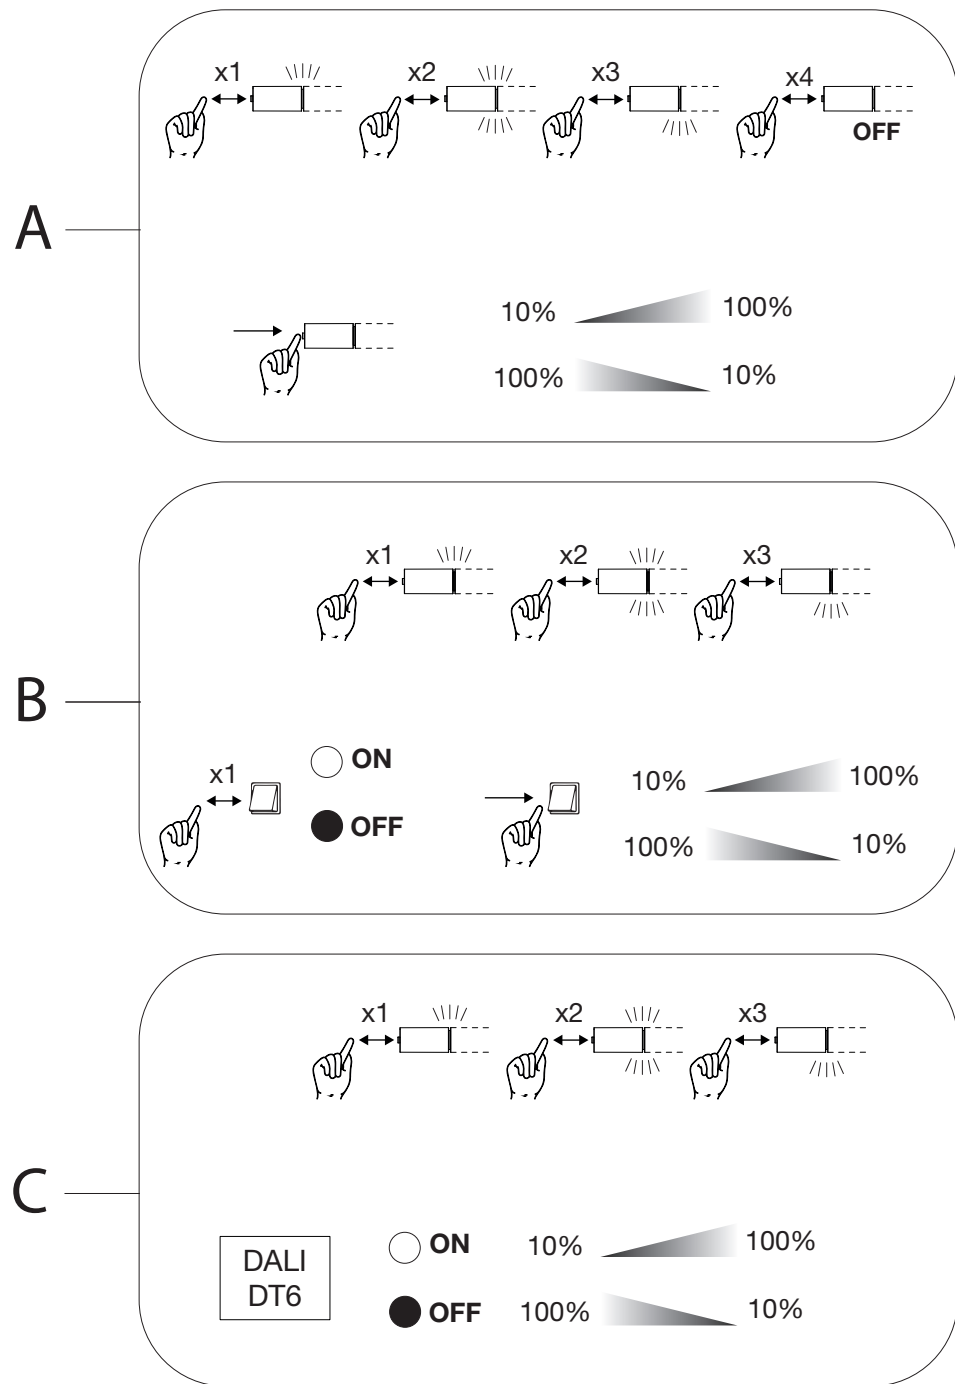 x1 x2 x3 x4
OFF
A
10% 100%
100% 10%
x1 x2 x3
B
x1 ON 10% 100%
OFF 100% 10%
x1 x2 x3
C
DALI ON 10% 100%
DT6 OFF 100% 10%